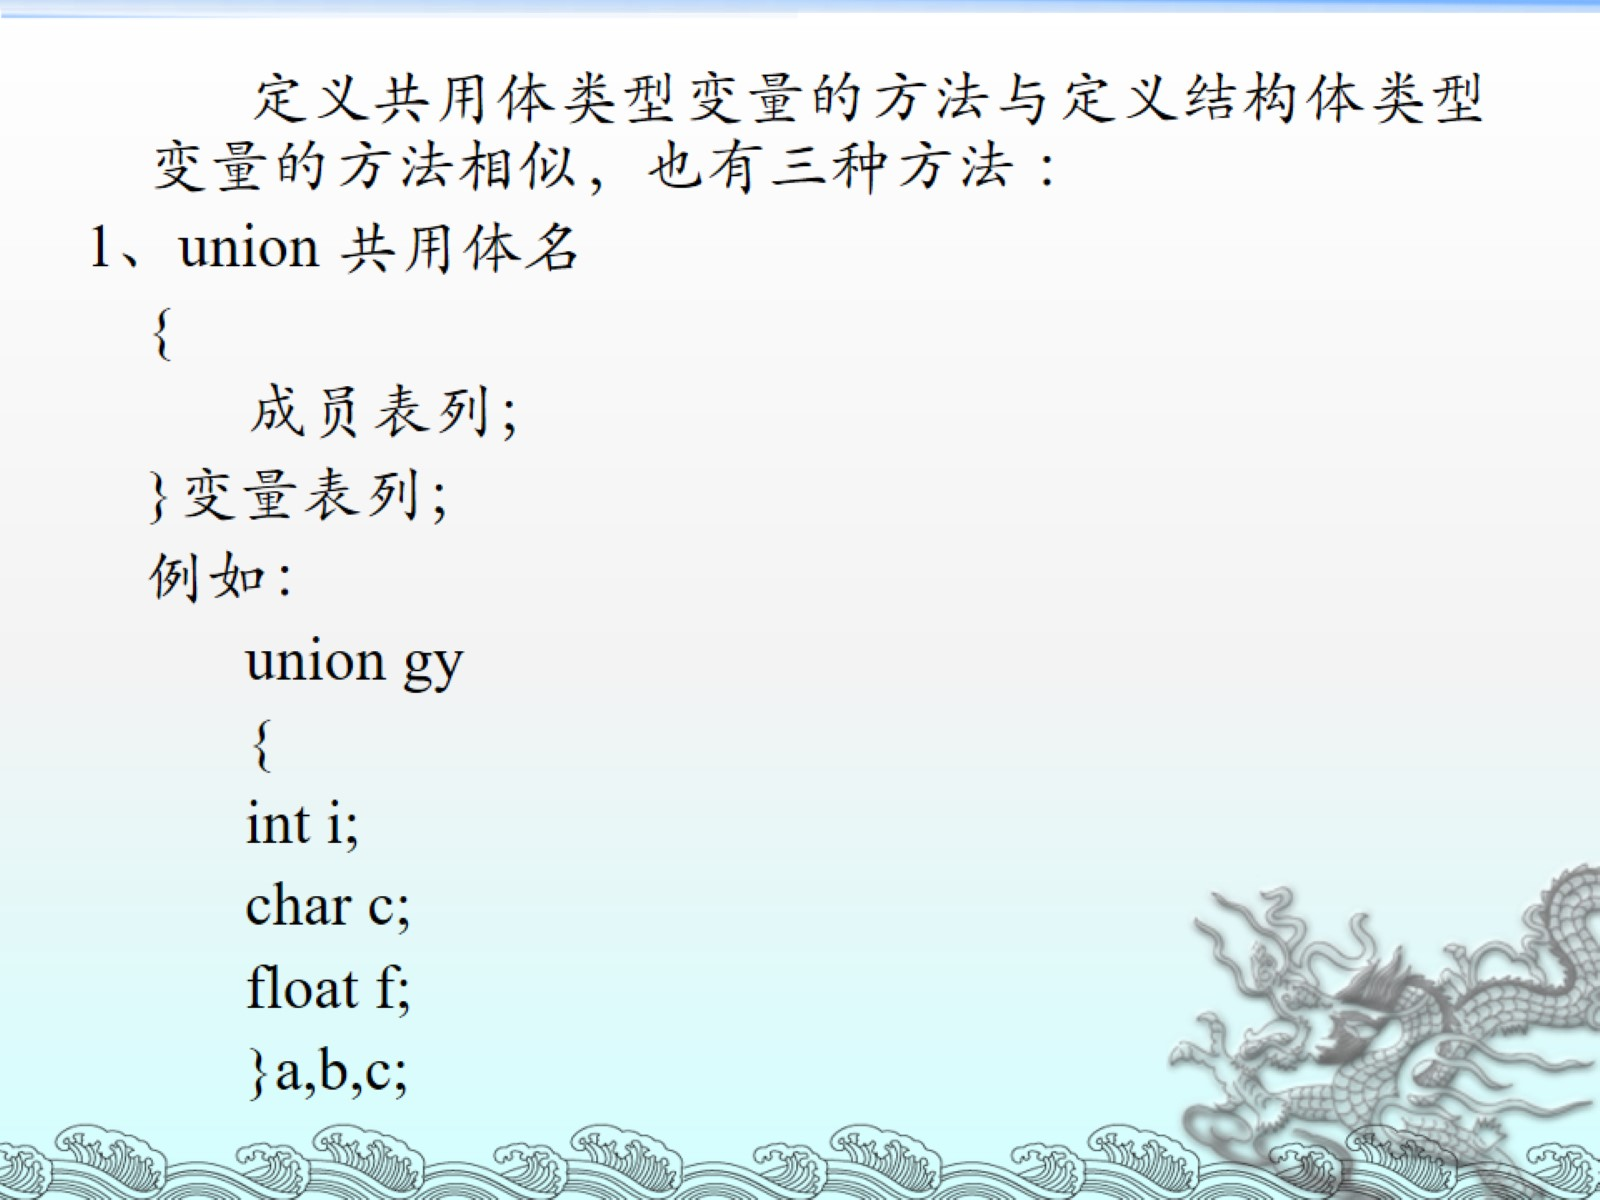 定义共用体类型变量的方法与定义结构体类型
变量的方法相似，也有三种方法：
1、union 共用体名
{
成员表列;
}变量表列;
例如:
union gy
{
int i;
char c;
float f;
}a,b,c;